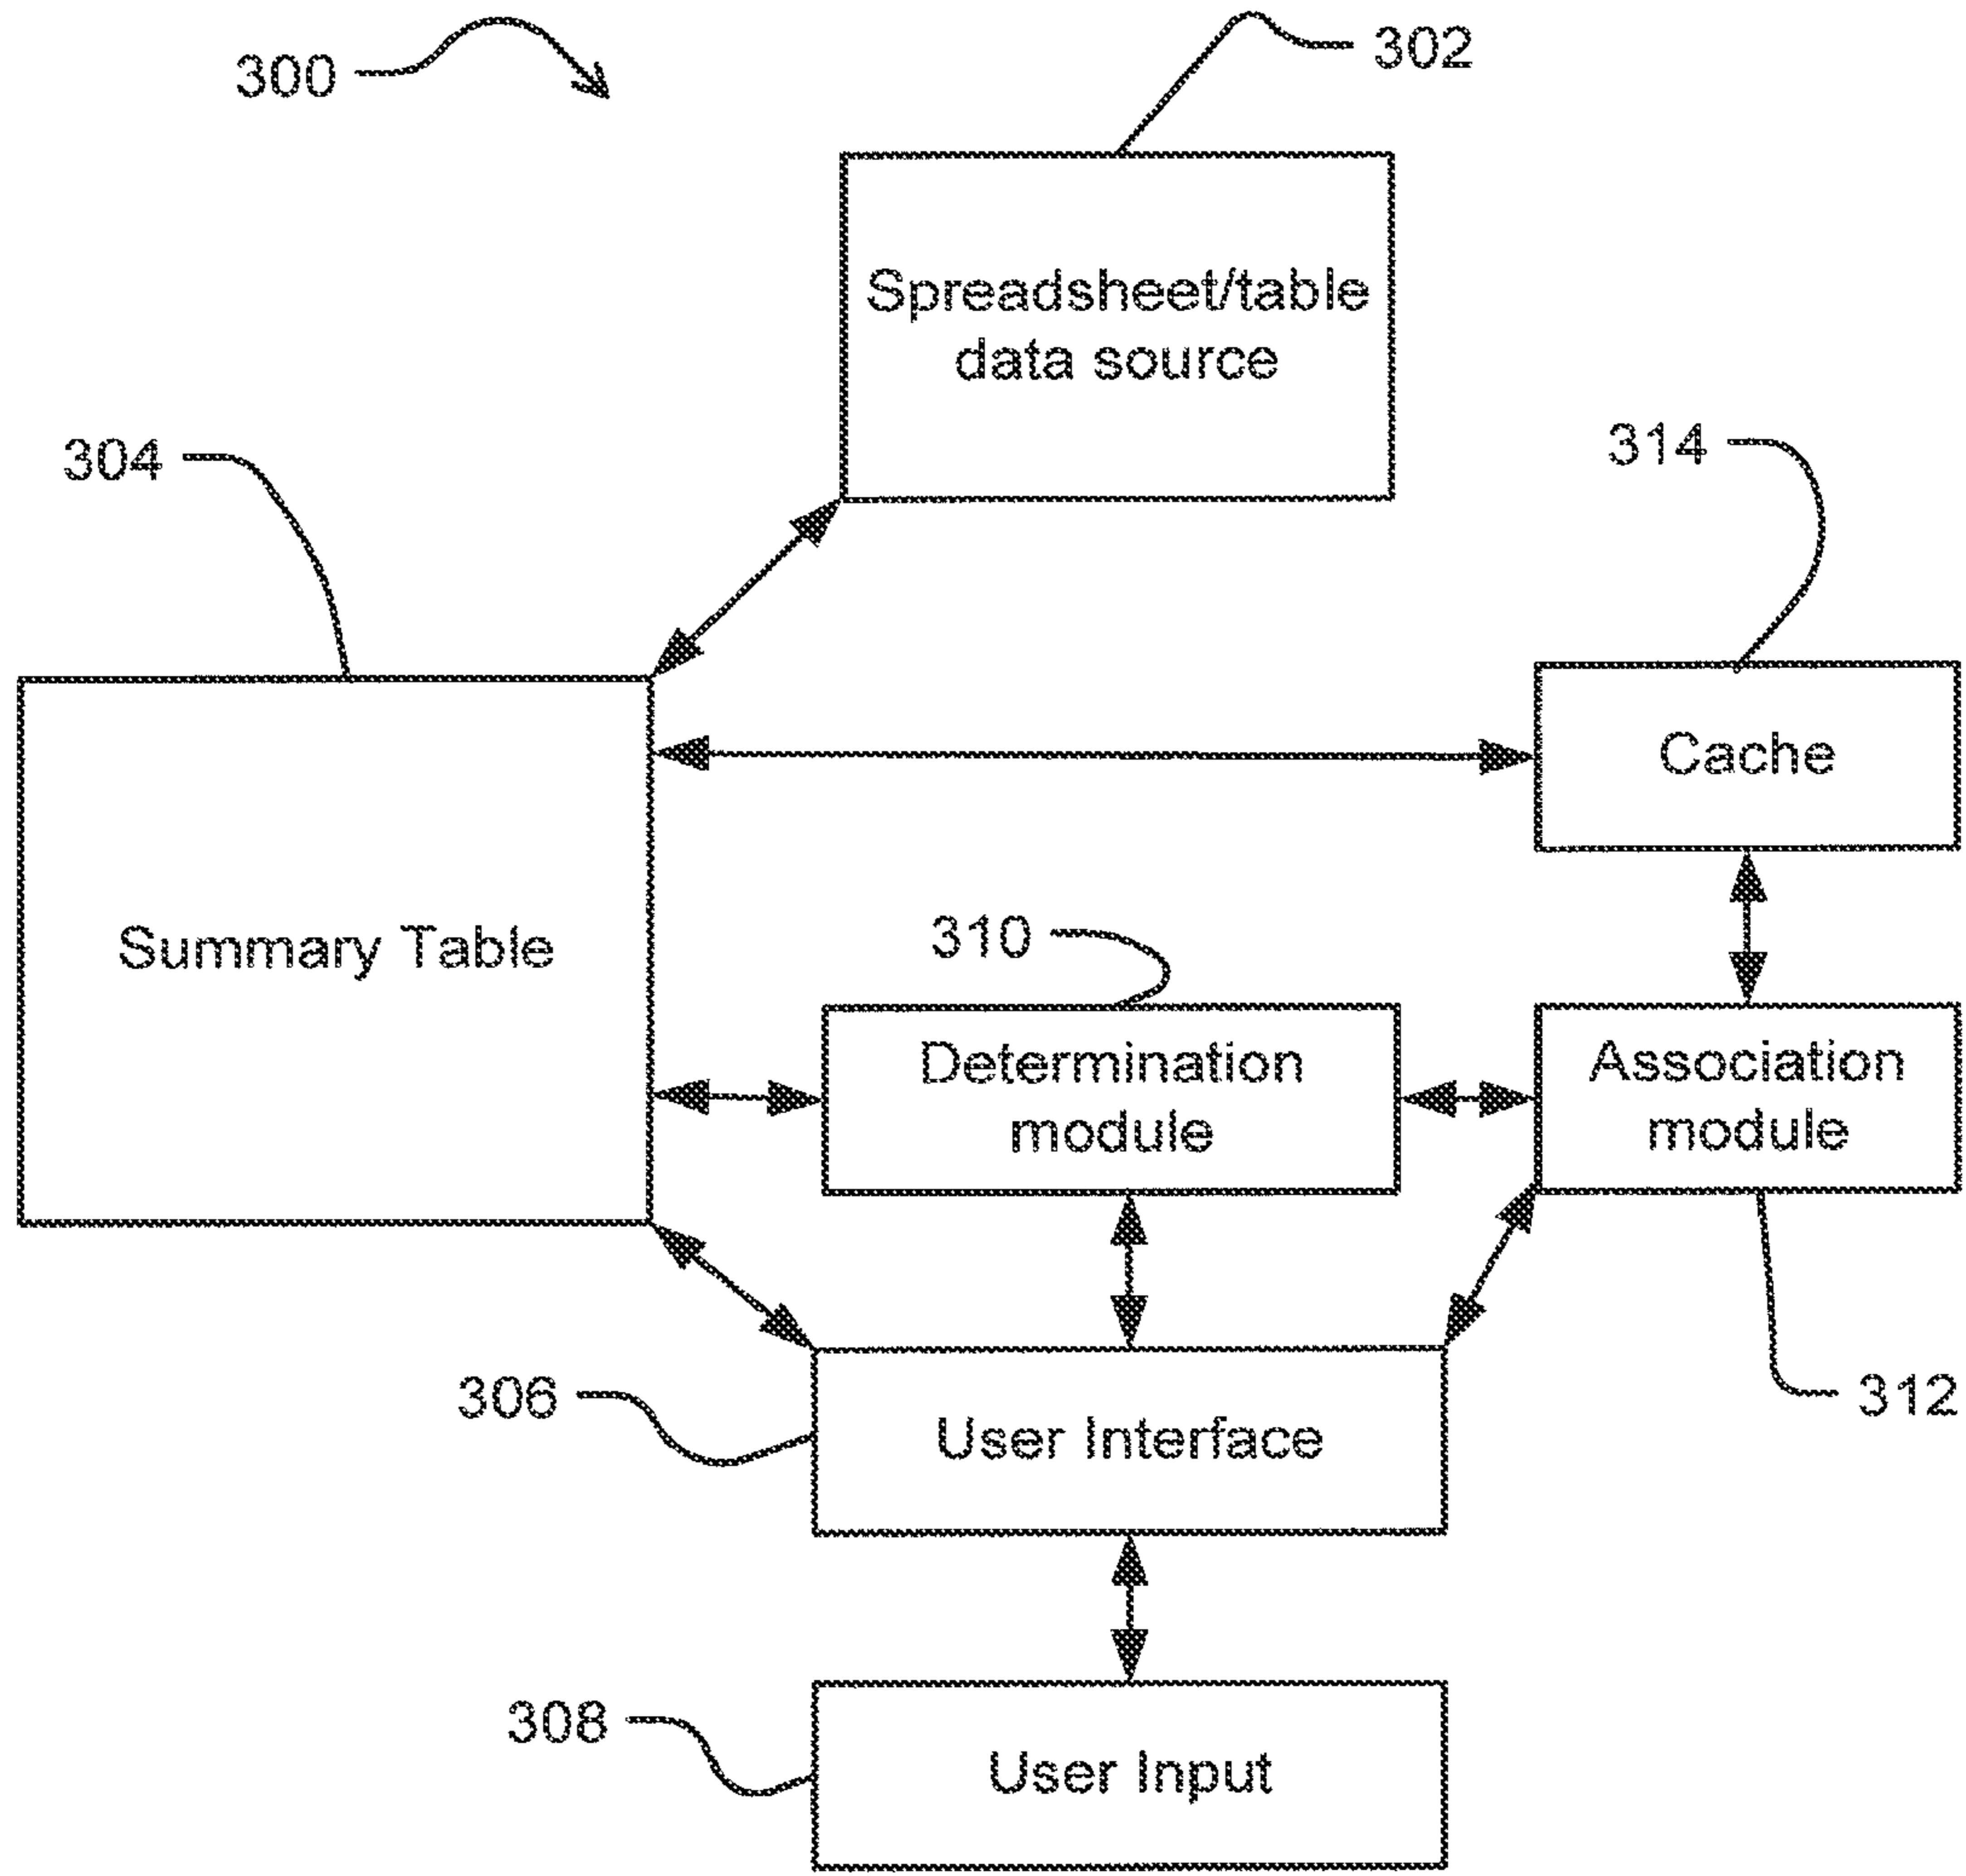 300
302
Spreadsheet/table
data source
304
314
Summary Table
Cache
310
Determination
module
Association
module
306
User Interface
312
308
User Input